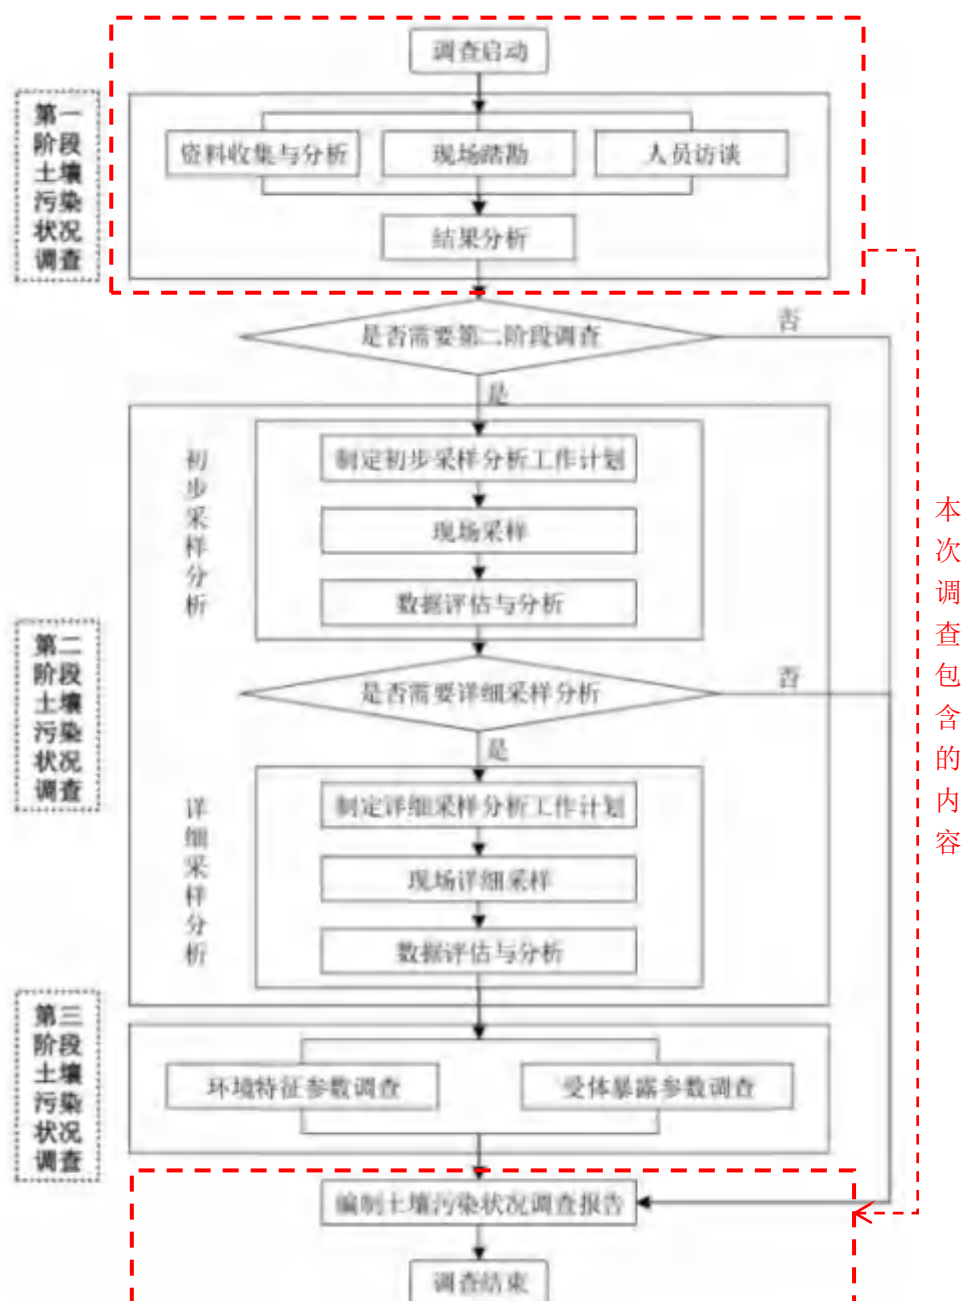 调查启动
第一
阶段
土壤
污染
状况
调查
资料收集与分析
现场踏勘
人员访谈
结果分析
是否需要第二阶段调查
否
是
初
步
采
样
分
析
制定初步采样分析工作计划
现场采样
数据评估与分析
第二
阶段
土壤
污染
状况
调查
是否需要详细采样分析
否
是
详
细
采
样
分
析
制定详细采样分析工作计划
现场详细采样
数据评估与分析
第三
阶段
土壤
污染
状况
调查
环境特征参数调查
受体暴露参数调查
编制土壤污染状况调查报告
调查结束
本
次
调
查
包
含
的
内
容